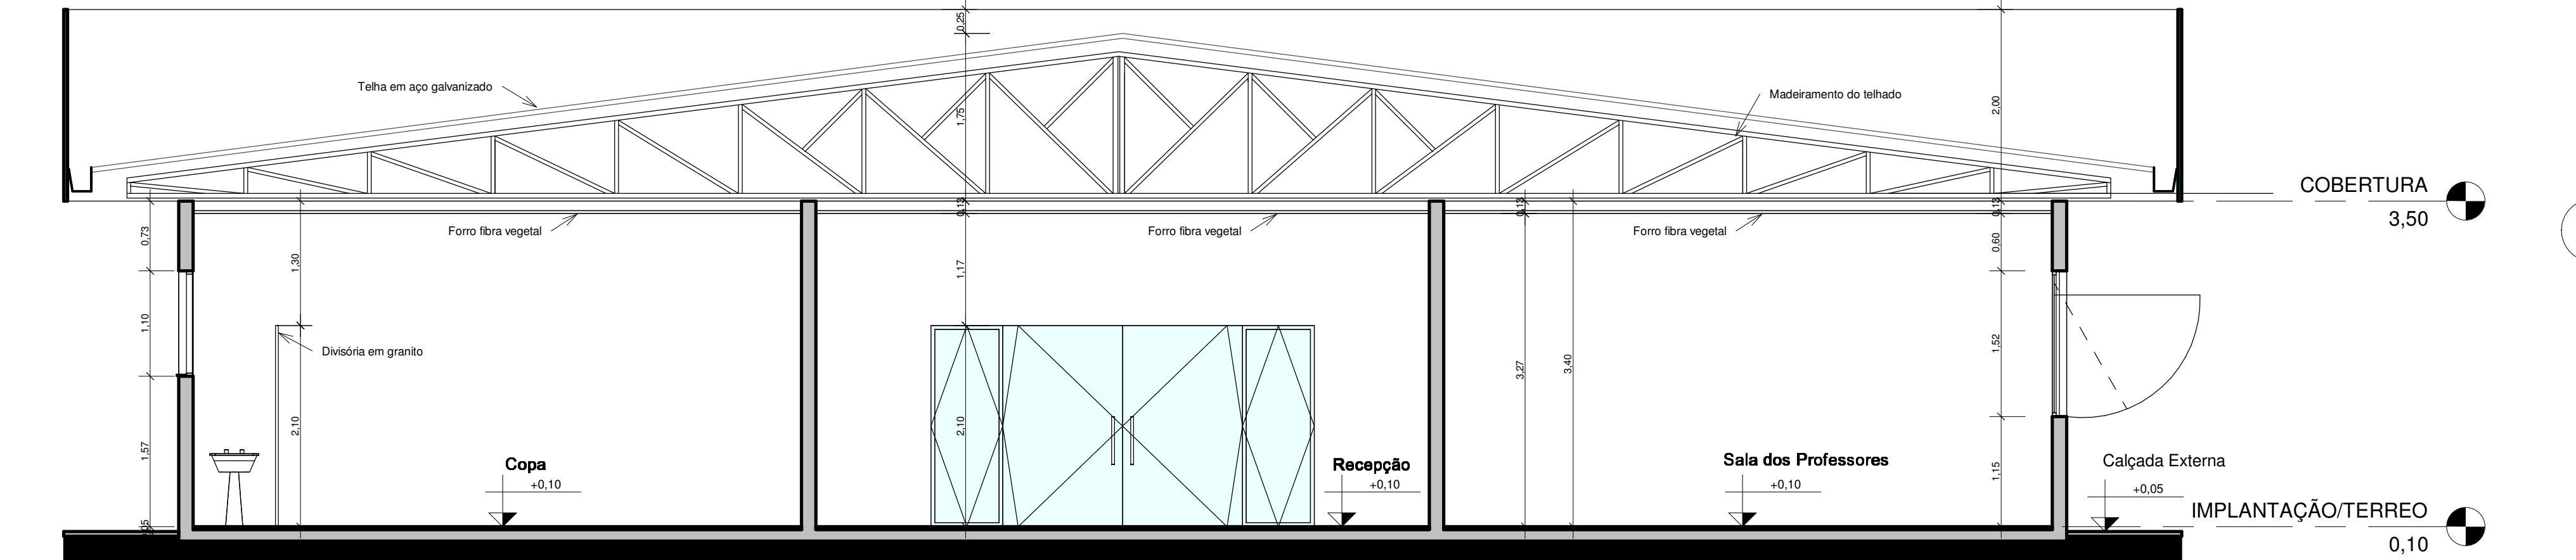 0,25
Telha em aço galvanizado
Madeiramento do telhado
2,00
1,75
COBERTURA
3,50
0,13
0,13
0,13
Forro fibra vegetal
Forro fibra vegetal
Forro fibra vegetal
0,73
1,30
1,17
0,60
1,10
Divisória em granito
1,52
3,27
3,40
1,57
2,10
2,10
1,15
Copa
+0,10
Recepção
+0,10
Sala dos Professores
+0,10
Calçada Externa
+0,05
IMPLANTAÇÃO/TERREO
0,10